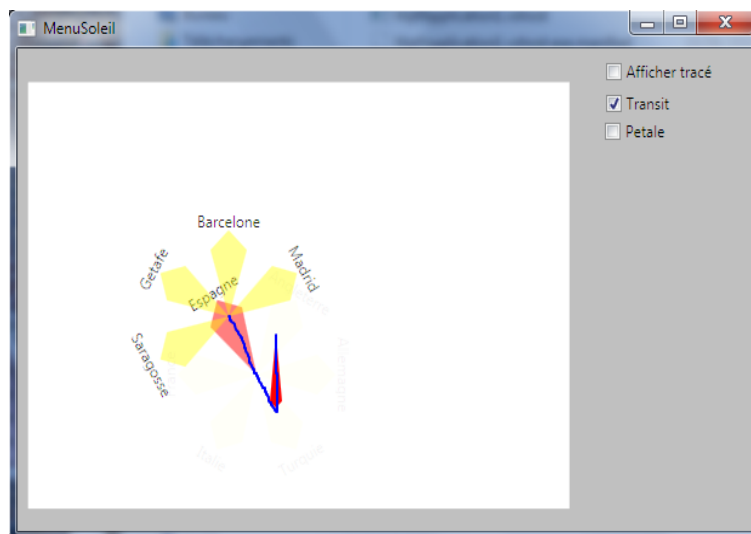 MenuSoleil
Afficher tracé
Transit
Petale
Barcelone
Getafe
Madrid
Espagne
Saragosse
Allemagne
Italie
Turquie